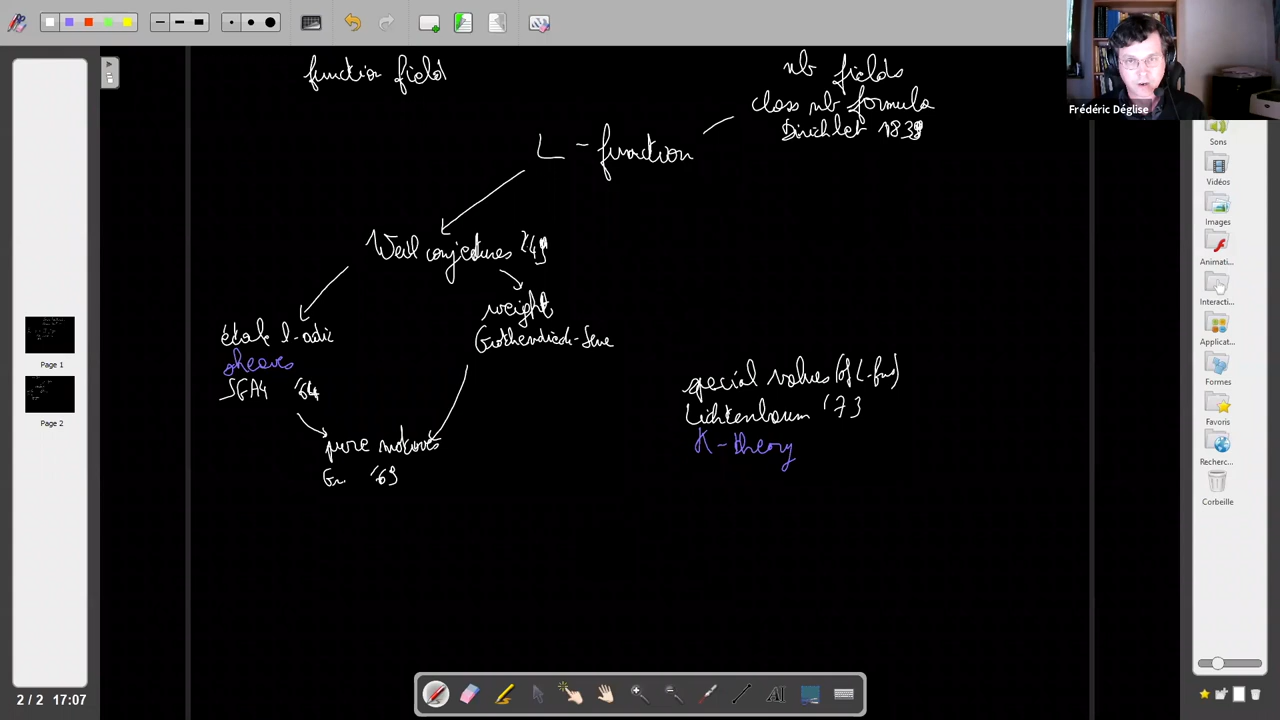 function field
nb fields
class nb formula
Dirichlet 1839
L-function
Weil conjectures '49
étale l-adic
sheaves
SGA4 '64
weight
Grothendieck-Serre
pure motives
Gr. '69
special values (of L-fns)
Lichtenbaum '73
K-theory
Frédéric Déglise
Page 1
Page 2
2 / 2 17:07
Sons
Vidéos
Images
Animati...
Interacti...
Applicat...
Formes
Favoris
Recherc...
Corbeille